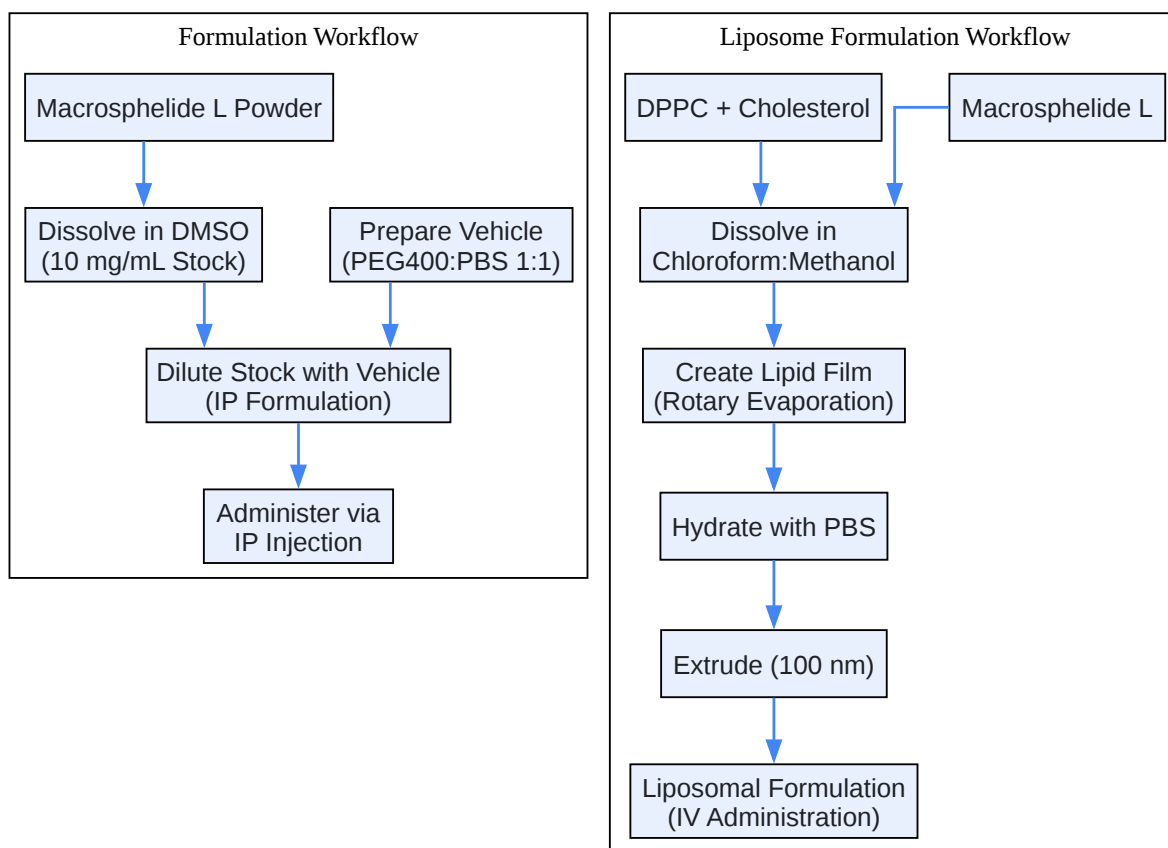 Formulation Workflow
Macrosphelide L Powder
Dissolve in DMSO
(10 mg/mL Stock)
Prepare Vehicle
(PEG400:PBS 1:1)
Dilute Stock with Vehicle
(IP Formulation)
Administer via
IP Injection
Liposome Formulation Workflow
DPPC + Cholesterol
Macrosphelide L
Dissolve in
Chloroform:Methanol
Create Lipid Film
(Rotary Evaporation)
Hydrate with PBS
Extrude (100 nm)
Liposomal Formulation
(IV Administration)